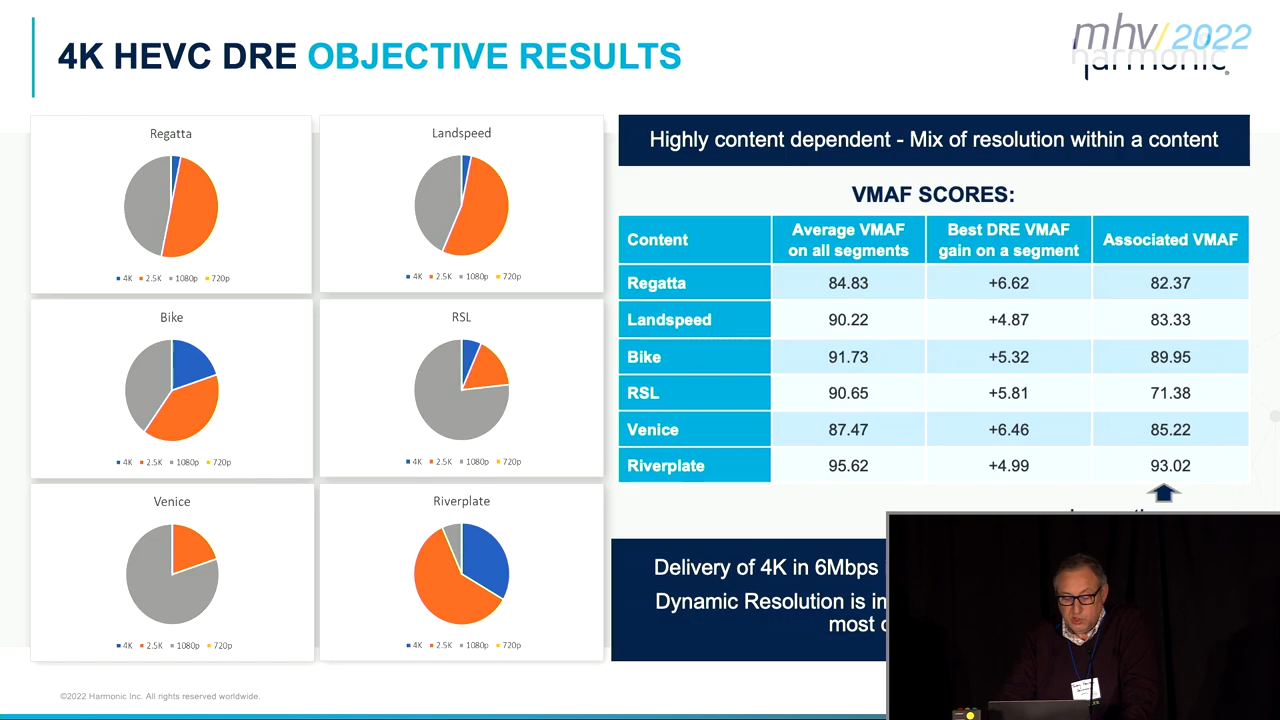 4K HEVC DRE OBJECTIVE RESULTS
mhv/2022
harmonic
Regatta
4K 2.5K 1080p 720p
Landspeed
4K 2.5K 1080p 720p
Bike
4K 2.5K 1080p 720p
RSL
4K 2.5K 1080p 720p
Venice
4K 2.5K 1080p 720p
Riverplate
4K 2.5K 1080p 720p
Highly content dependent - Mix of resolution within a content
VMAF SCORES:
Content Average VMAF on all segments Best DRE VMAF gain on a segment Associated VMAF
Regatta 84.83 +6.62 82.37
Landspeed 90.22 +4.87 83.33
Bike 91.73 +5.32 89.95
RSL 90.65 +5.81 71.38
Venice 87.47 +6.46 85.22
Riverplate 95.62 +4.99 93.02
Delivery of 4K in 6Mbps
Dynamic Resolution is
most
©2022 Harmonic Inc. All rights reserved worldwide.